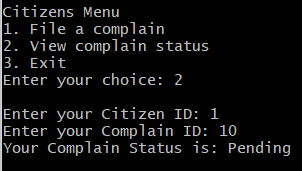 Citizens Menu
1. File a complain
2. View complain status
3. Exit
Enter your choice: 2
Enter your Citizen ID: 1
Enter your Complain ID: 10
Your Complain Status is: Pending